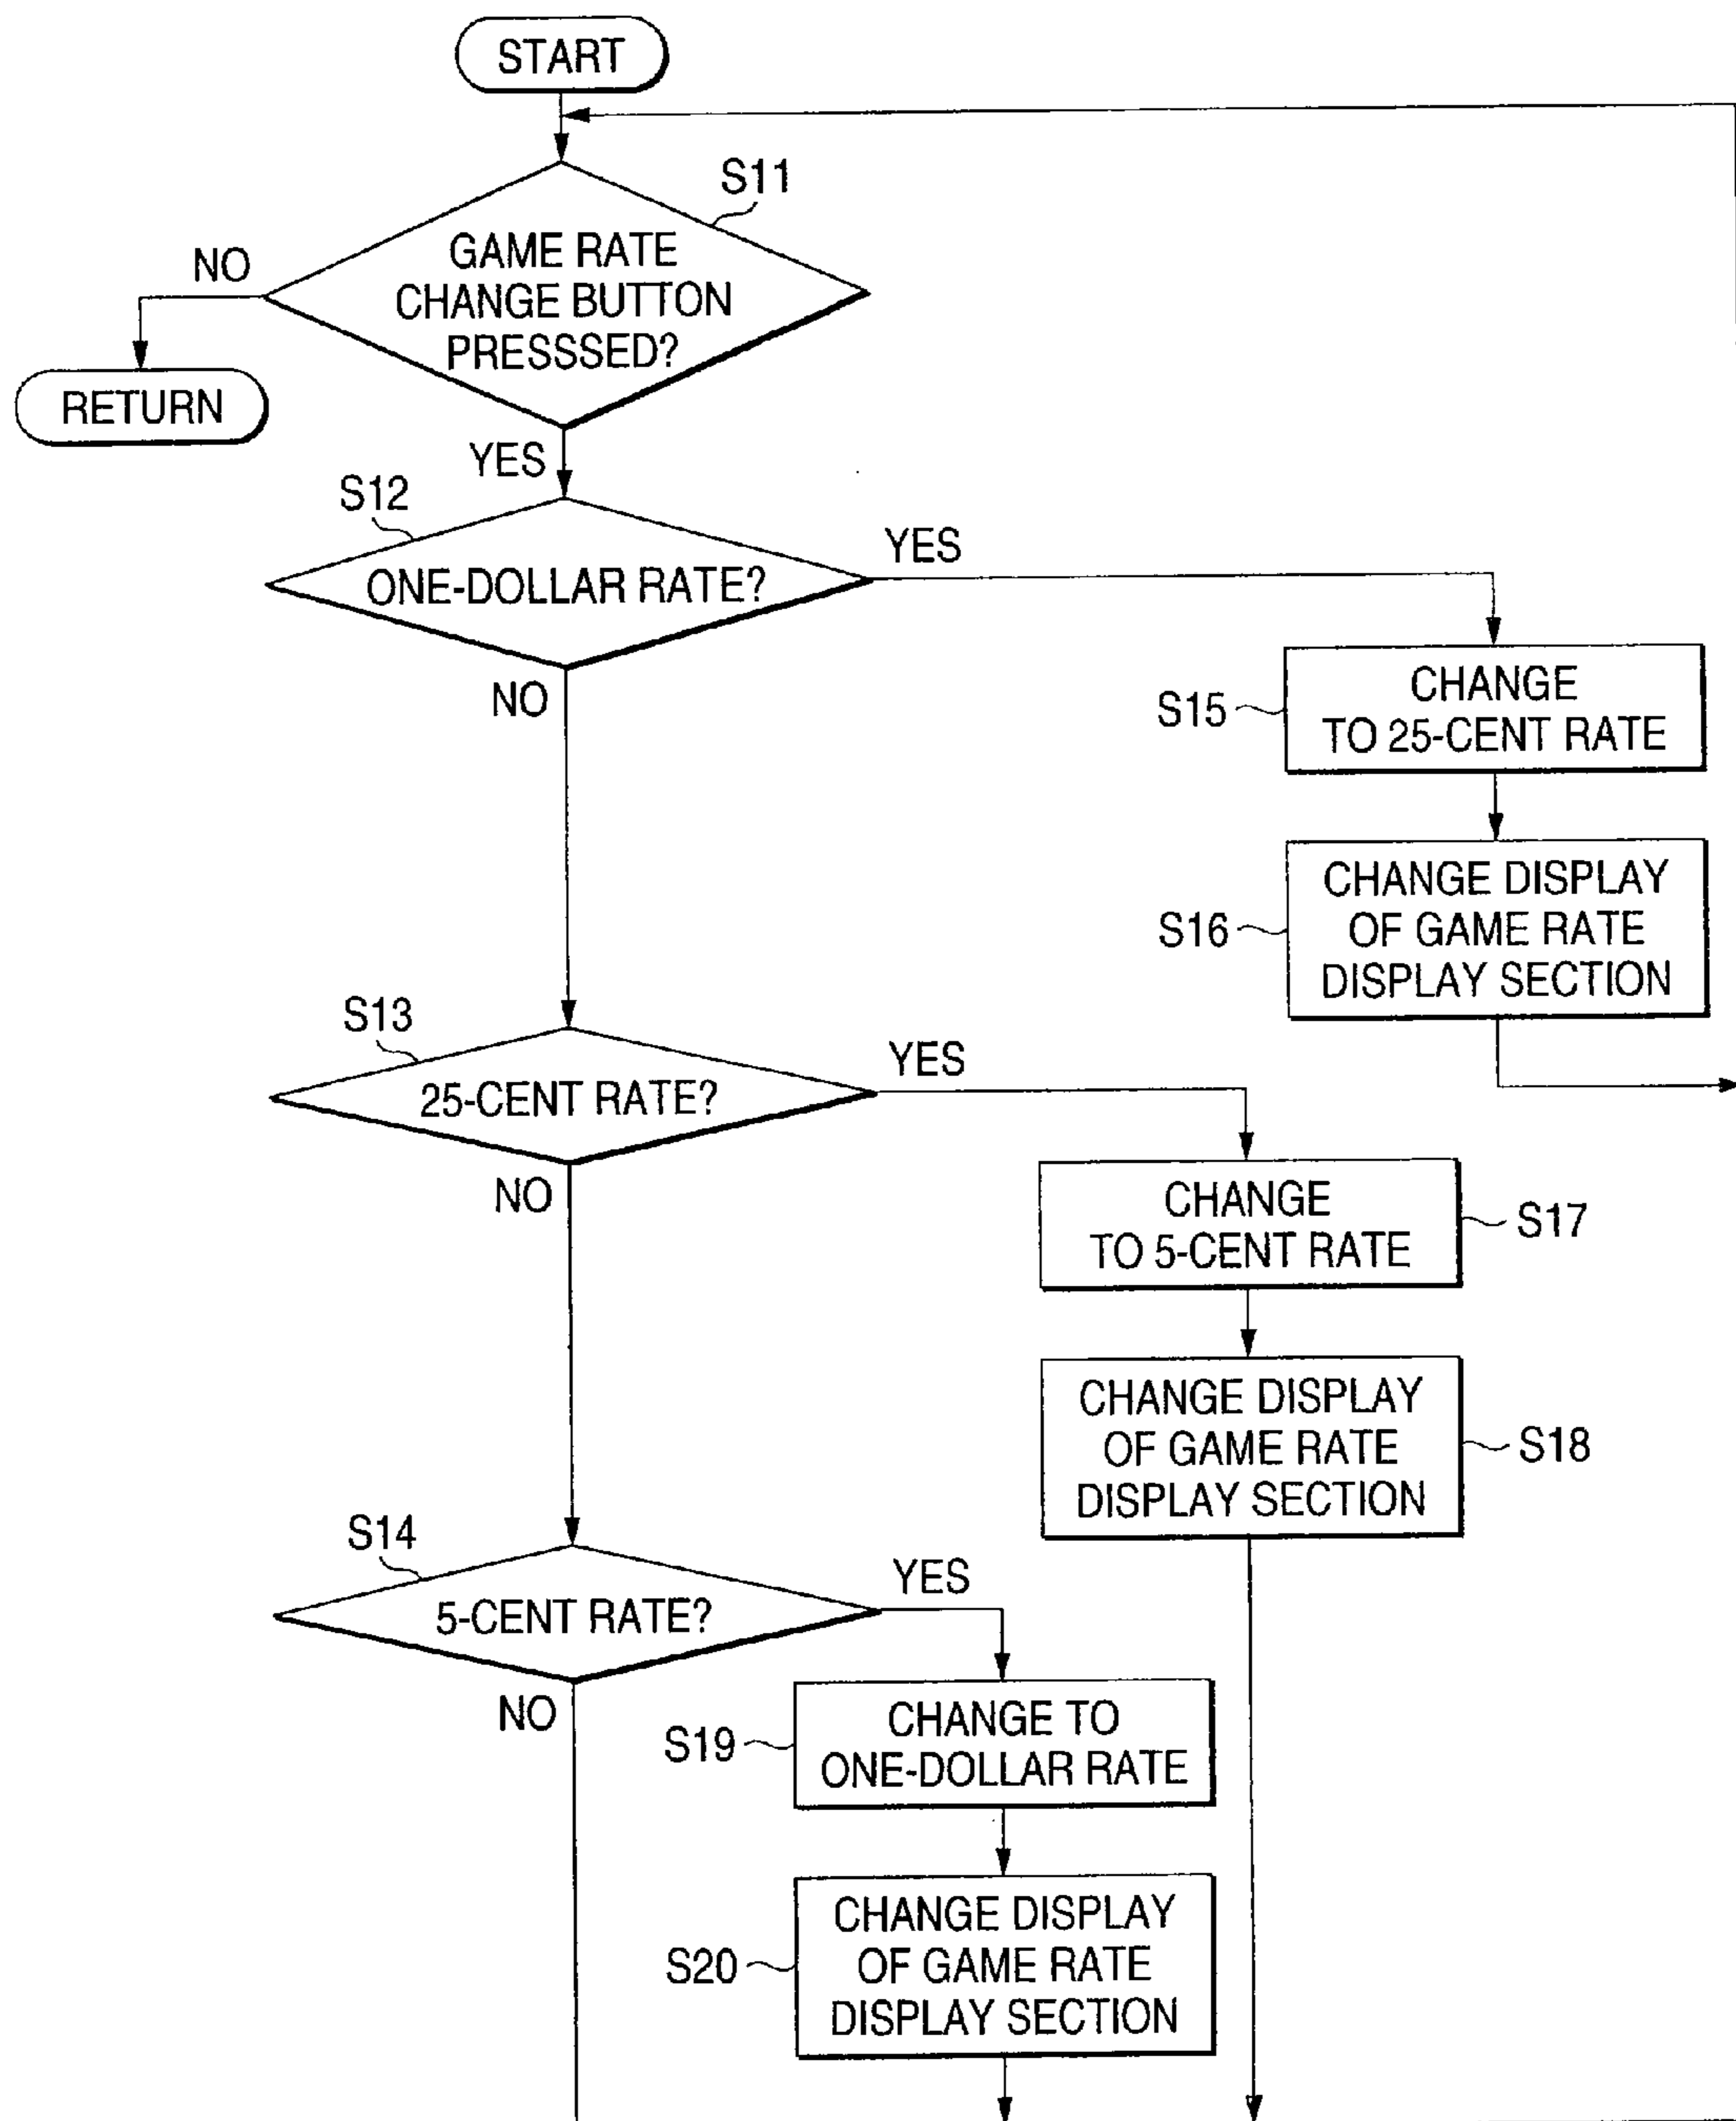 START
S11
GAME RATE
CHANGE BUTTON
PRESSSED?
NO
RETURN
YES
S12
ONE-DOLLAR RATE?
YES
NO
S15
CHANGE
TO 25-CENT RATE
S16
CHANGE DISPLAY
OF GAME RATE
DISPLAY SECTION
S13
25-CENT RATE?
YES
NO
CHANGE
TO 5-CENT RATE
S17
CHANGE DISPLAY
OF GAME RATE
DISPLAY SECTION
S18
S14
5-CENT RATE?
YES
NO
S19
CHANGE TO
ONE-DOLLAR RATE
S20
CHANGE DISPLAY
OF GAME RATE
DISPLAY SECTION